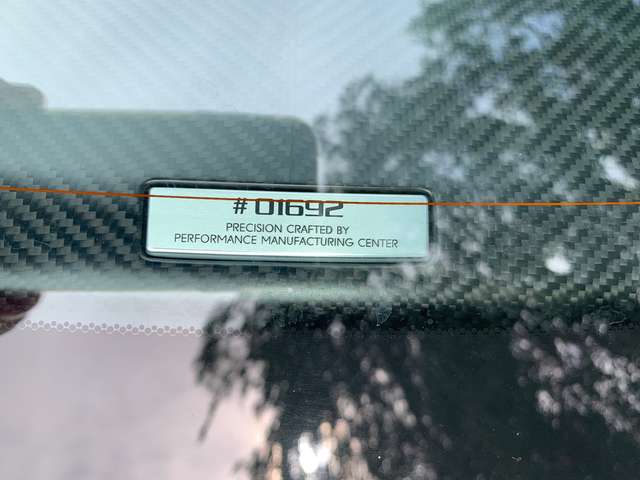 # 01692
PRECISION CRAFTED BY
PERFORMANCE MANUFACTURING CENTER